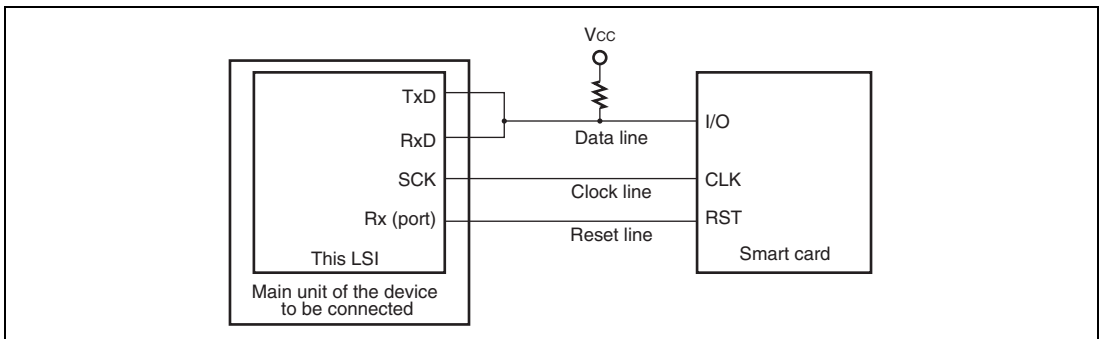 Vcc
TxD
RxD
SCK
Rx (port)
This LSI
Main unit of the device
to be connected
Data line
Clock line
Reset line
I/O
CLK
RST
Smart card